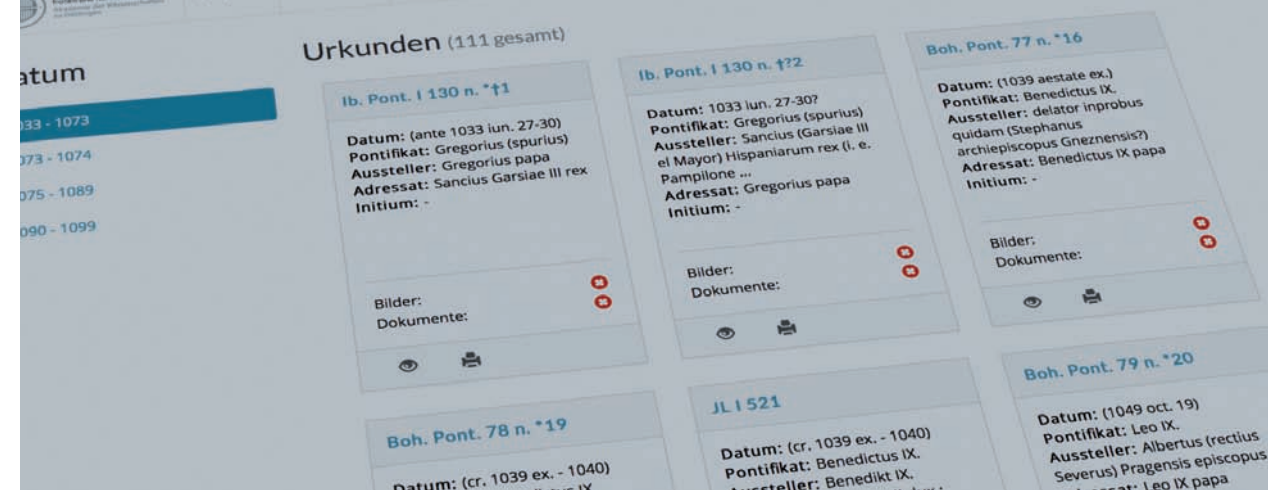 Akademie der Wissenschaften
zu Göttingen
atum
033 - 1073
073 - 1074
075 - 1089
090 - 1099
Urkunden (111 gesamt)
Ib. Pont. I 130 n. *†1
Datum: (ante 1033 iun. 27-30)
Pontifikat: Gregorius (spurius)
Aussteller: Gregorius papa
Adressat: Sancius Garsiae III rex
Initium: -
Bilder:
Dokumente:
Ib. Pont. I 130 n. †?2
Datum: 1033 iun. 27-30?
Pontifikat: Gregorius (spurius)
Aussteller: Sancius (Garsiae III
el Mayor) Hispaniarum rex (i. e.
Pampilone ...
Adressat: Gregorius papa
Initium: -
Bilder:
Dokumente:
Boh. Pont. 77 n. *16
Datum: (1039 aestate ex.)
Pontifikat: Benedictus IX.
Aussteller: delator inprobus
quidam (Stephanus
archiepiscopus Gneznensis?)
Adressat: Benedictus IX papa
Initium: -
Bilder:
Dokumente:
Boh. Pont. 78 n. *19
Datum: (cr. 1039 ex. - 1040)
JL I 521
Datum: (cr. 1039 ex. - 1040)
Pontifikat: Benedictus IX.
Aussteller: Benedikt IX.
Boh. Pont. 79 n. *20
Datum: (1049 oct. 19)
Pontifikat: Leo IX.
Aussteller: Albertus (rectius
Severus) Pragensis episcopus
Leo IX papa